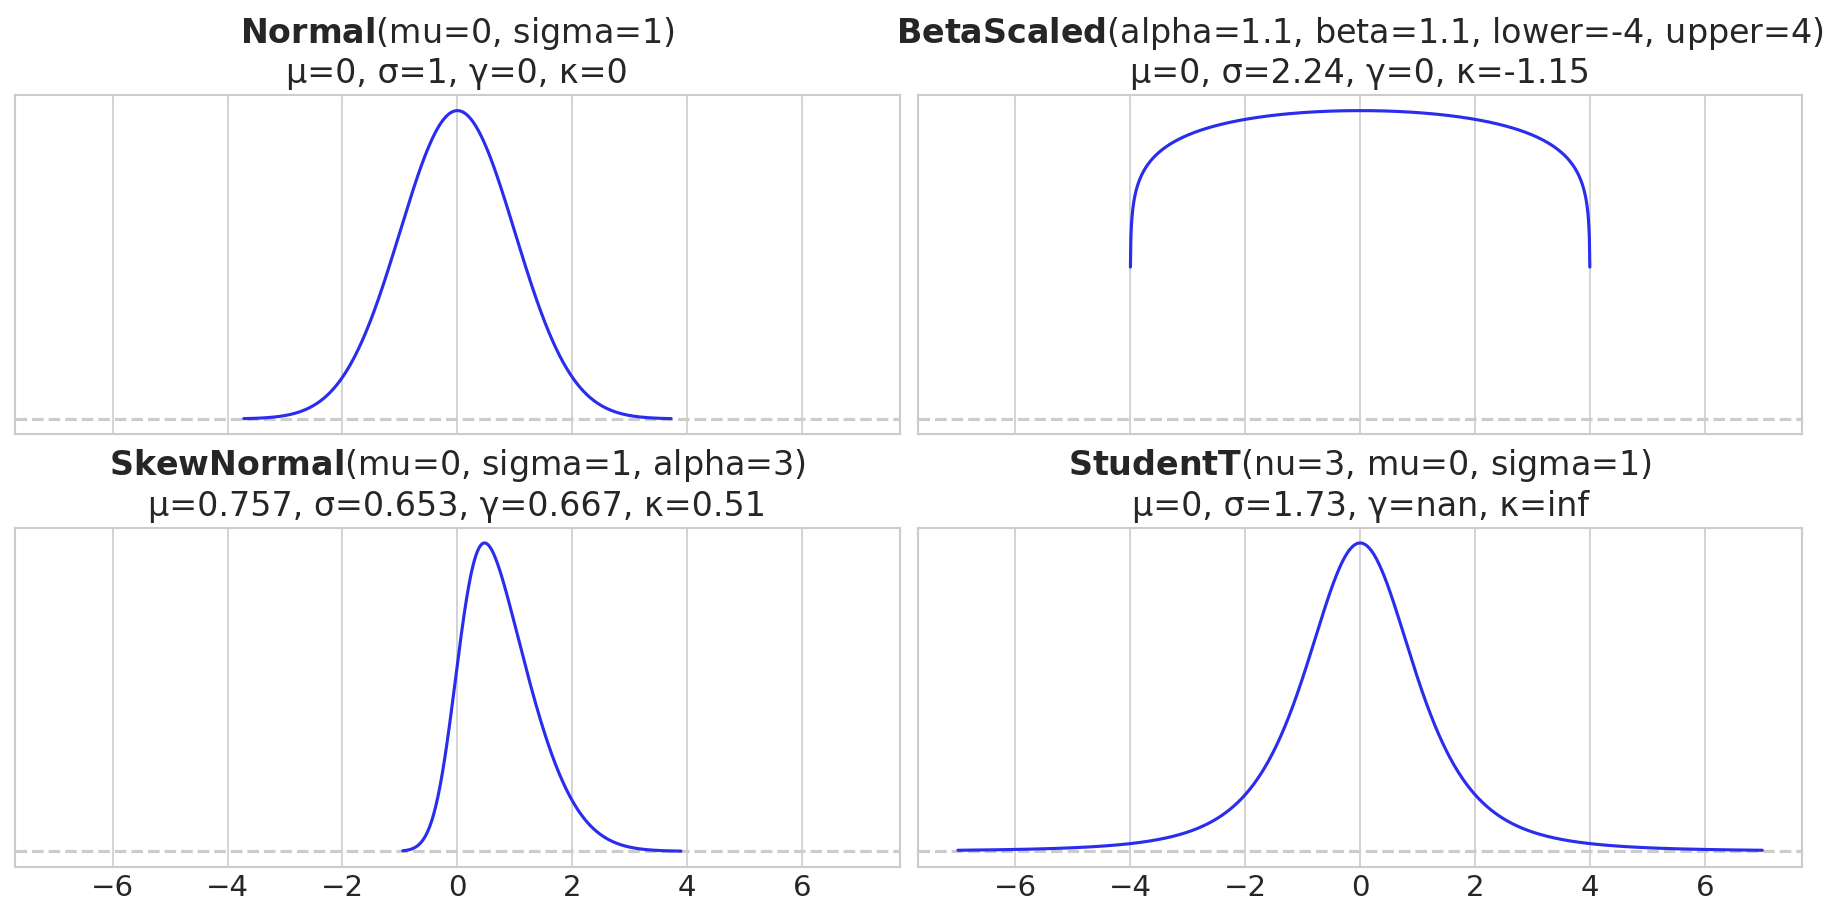 Normal(mu=0, sigma=1)
μ=0, σ=1, γ=0, κ=0
BetaScaled(alpha=1.1, beta=1.1, lower=-4, upper=4)
μ=0, σ=2.24, γ=0, κ=-1.15
SkewNormal(mu=0, sigma=1, alpha=3)
μ=0.757, σ=0.653, γ=0.667, κ=0.51
StudentT(nu=3, mu=0, sigma=1)
μ=0, σ=1.73, γ=nan, κ=inf
−6 −4 −2 0 2 4 6
−6 −4 −2 0 2 4 6